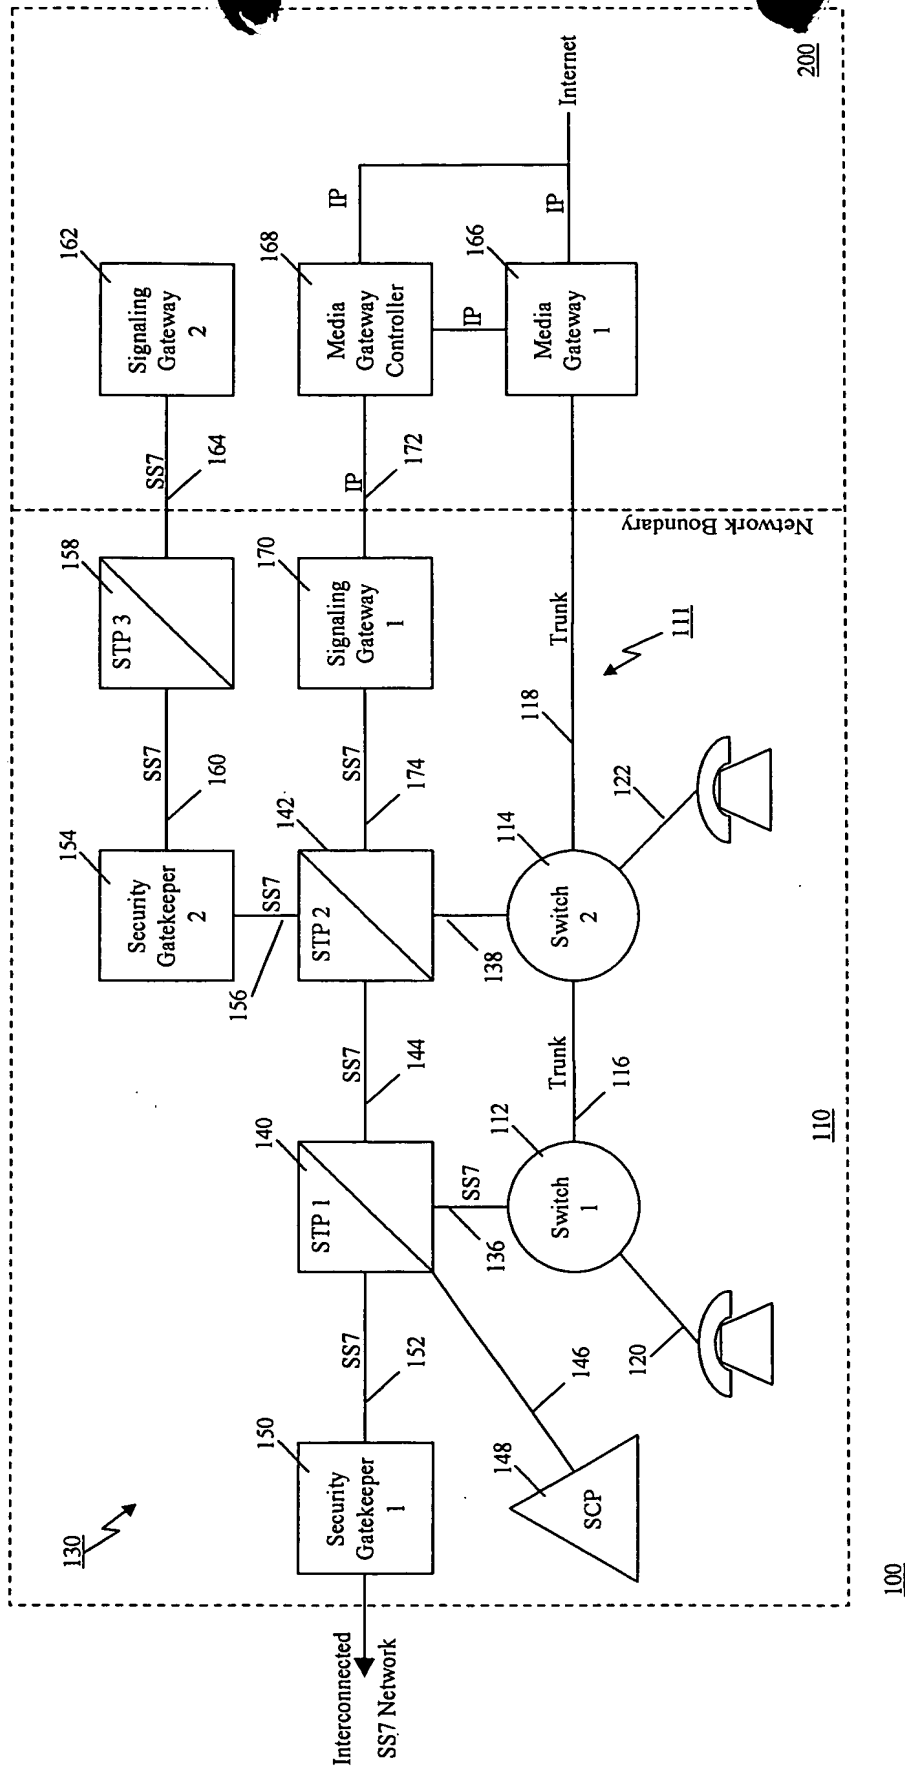 130
Interconnected
SS7 Network
150
Security
Gatekeeper
1
SS7
152
148
SCP
146
140
STP 1
SS7
136
112
Switch
1
120
Trunk
116
SS7
144
154
Security
Gatekeeper
2
SS7
156
142
STP 2
138
114
Switch
2
122
SS7
160
158
STP 3
SS7
174
170
Signaling
Gateway
1
118
Trunk
111
Network Boundary
SS7
164
162
Signaling
Gateway
2
IP
172
168
Media
Gateway
Controller
IP
166
Media
Gateway
1
IP
IP
Internet
110
200
100